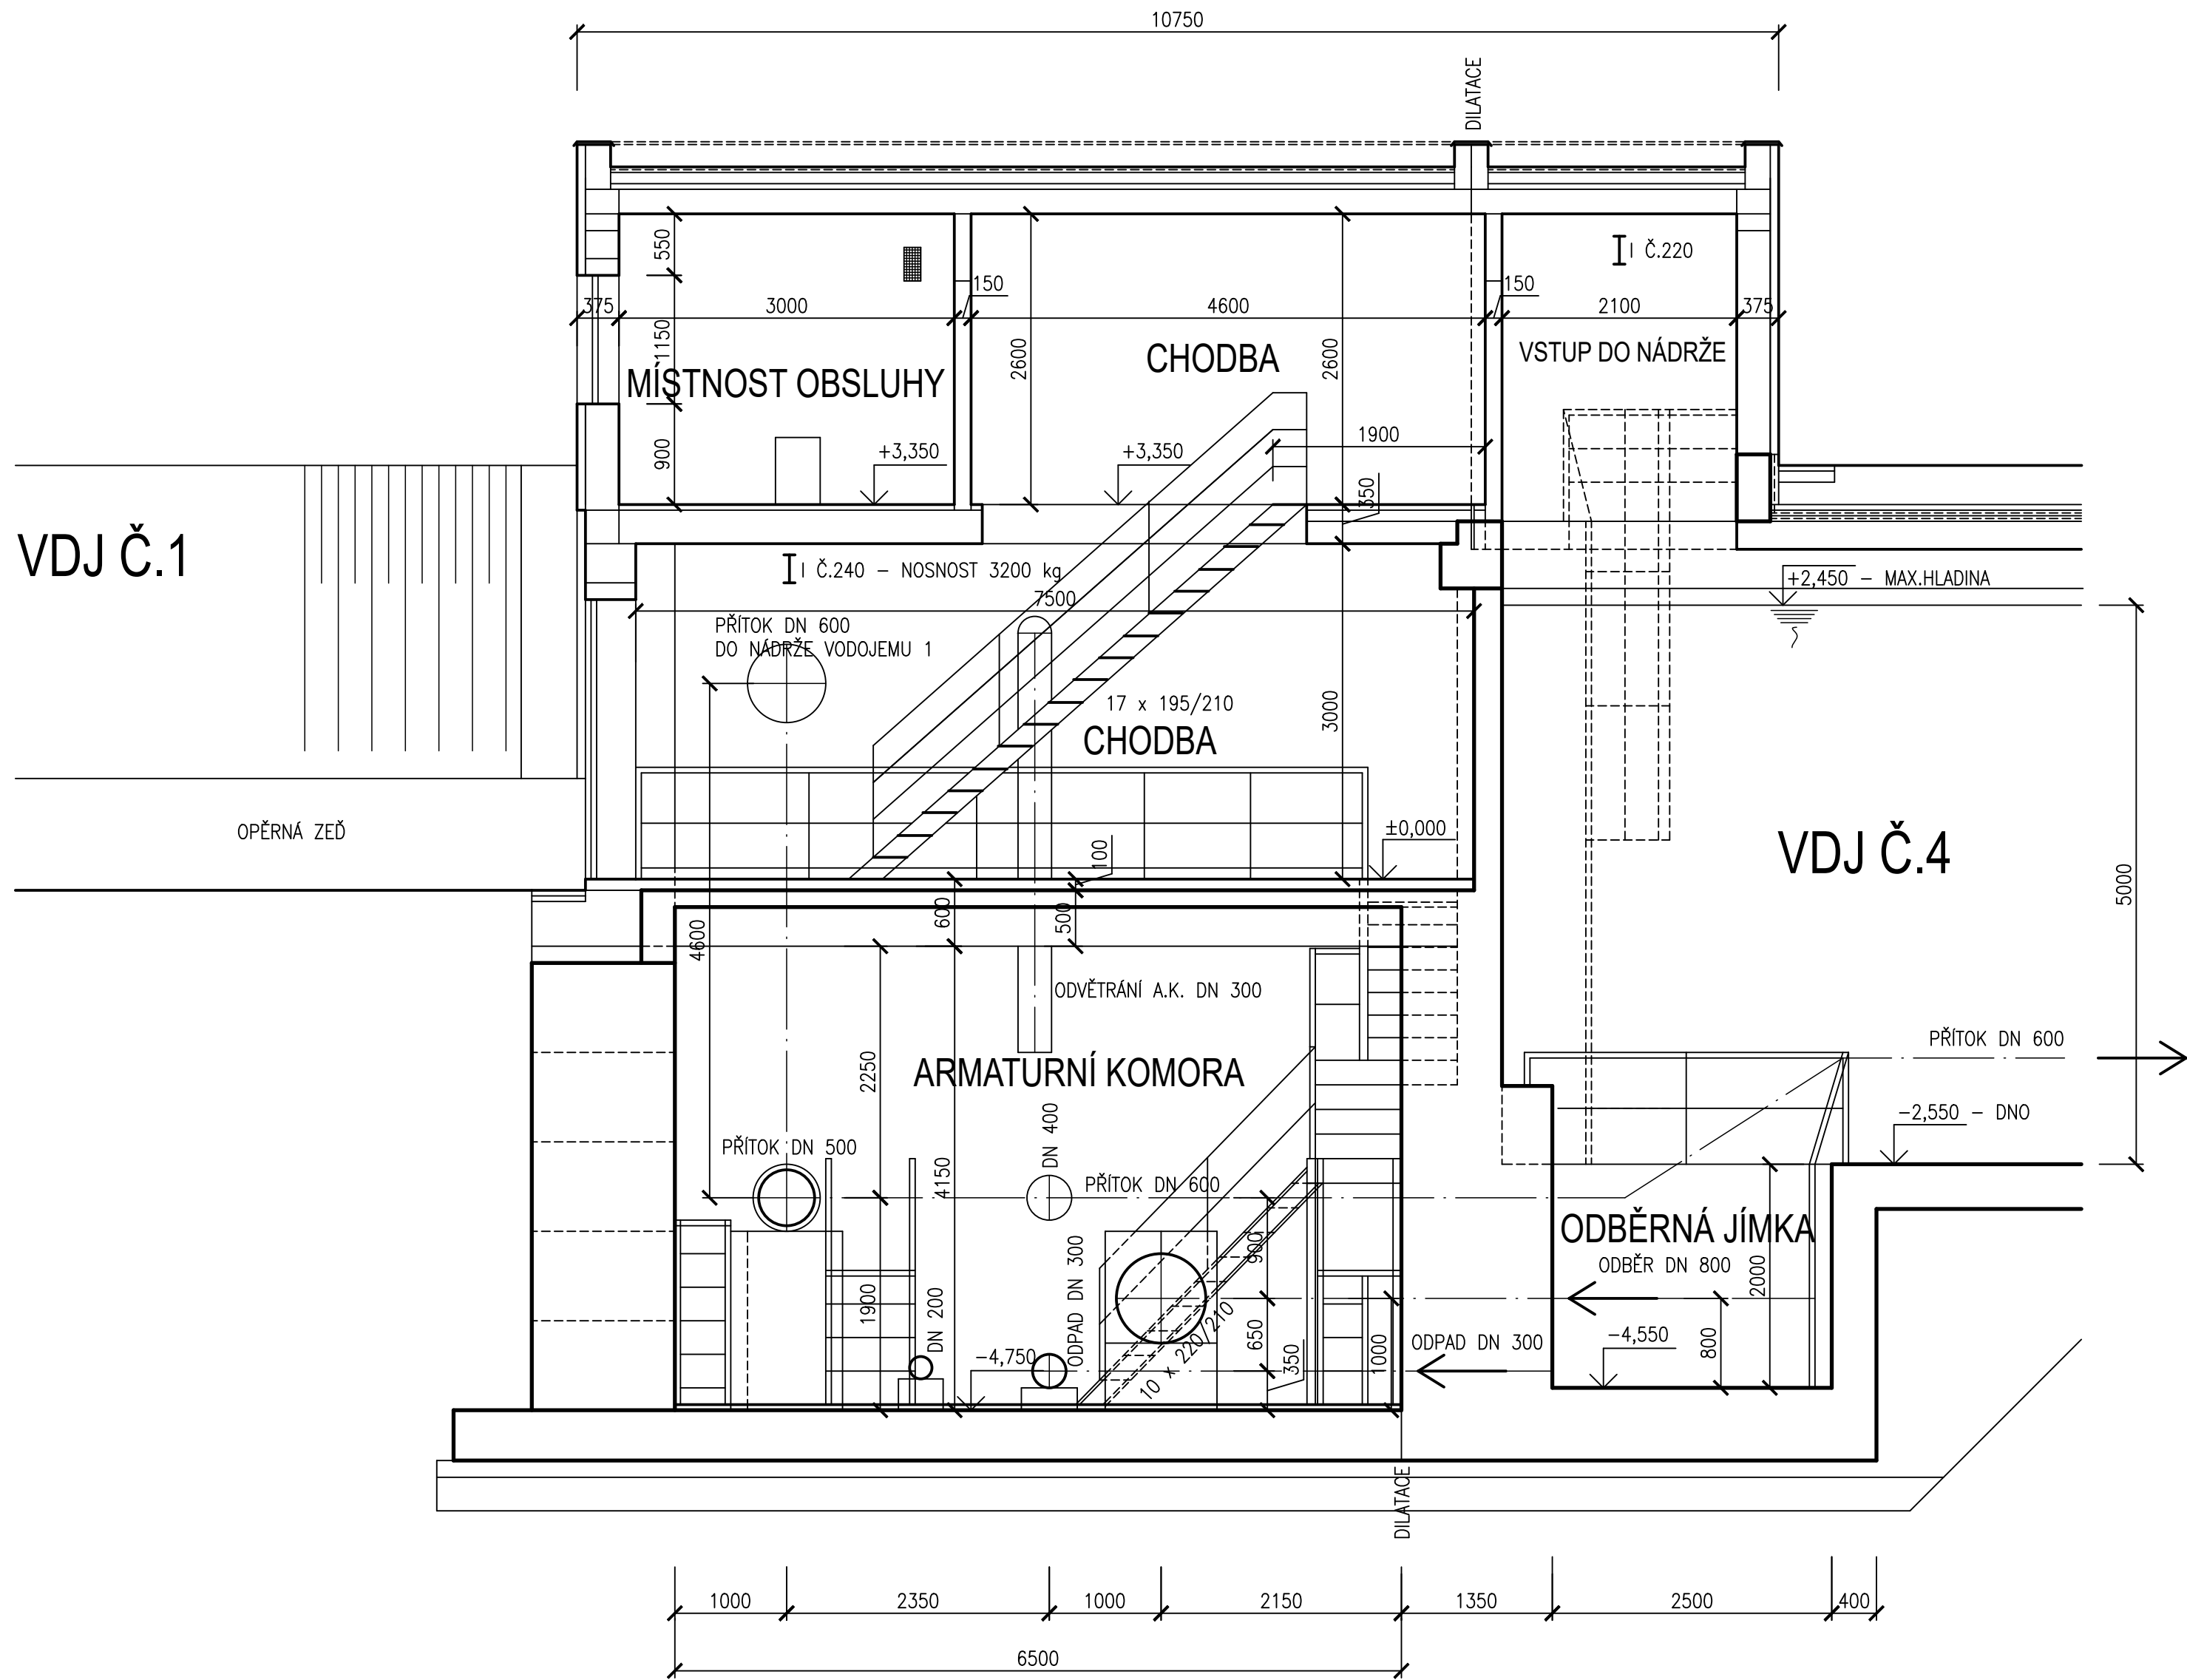 10750
DILATACE
550
I Č.220
150
150
375
3000
4600
2100
375
1150
2600
2600
CHODBA
VSTUP DO NÁDRŽE
MÍSTNOST OBSLUHY
1900
900
+3,350
+3,350
350
VDJ Č.1
I Č.240 – NOSNOST 3200 kg
+2,450 – MAX.HLADINA
7500
PŘÍTOK DN 600
DO NÁDRŽE VODOJEMU 1
17 x 195/210
3000
CHODBA
OPĚRNÁ ZEĎ
±0,000
100
VDJ Č.4
5000
600
500
4600
ODVĚTRÁNÍ A.K. DN 300
PŘÍTOK DN 600
2250
ARMATURNÍ KOMORA
–2,550 – DNO
DN 400
PŘÍTOK DN 500
4150
PŘÍTOK DN 600
ODBĚRNÁ JÍMKA
900
ODBĚR DN 800
2000
1900
DN 200
ODPAD DN 300
650
10 x 220/210
350
1000
ODPAD DN 300
–4,550
800
–4,750
DILATACE
1000
2350
1000
2150
1350
2500
400
6500